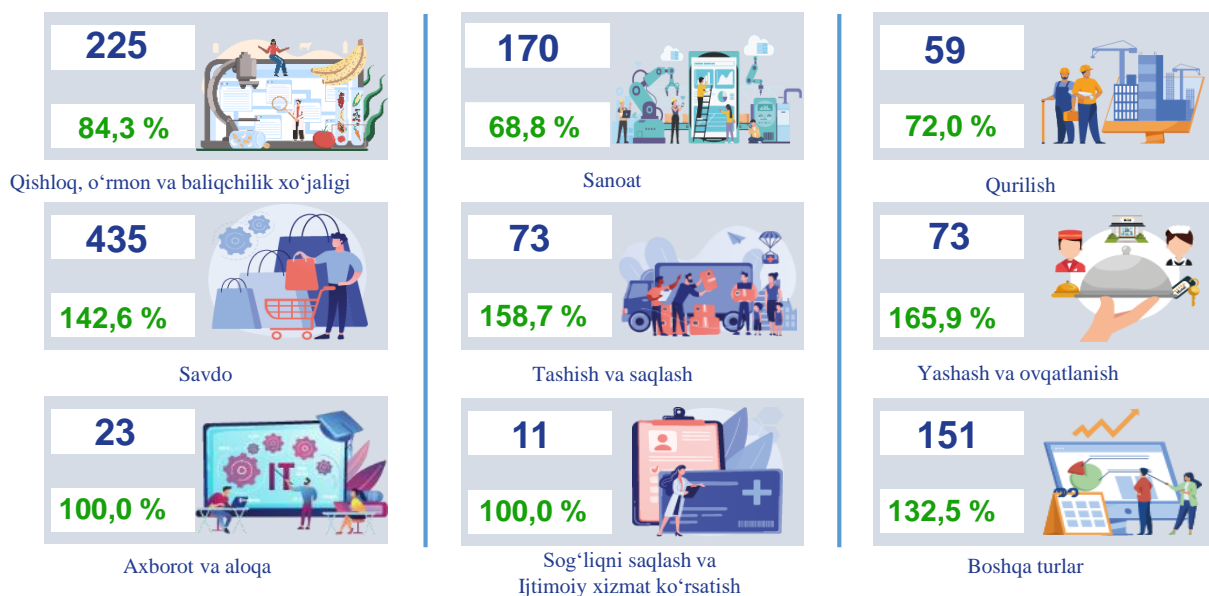 225
84,3 %
Qishloq, o‘rmon va baliqchilik xo‘jaligi
170
68,8 %
Sanoat
59
72,0 %
Qurilish
435
142,6 %
Savdo
73
158,7 %
Tashish va saqlash
73
165,9 %
Yashash va ovqatlanish
23
100,0 %
IT
Axborot va aloqa
11
100,0 %
Sog‘liqni saqlash va
Ijtimoiy xizmat ko‘rsatish
151
132,5 %
Boshqa turlar